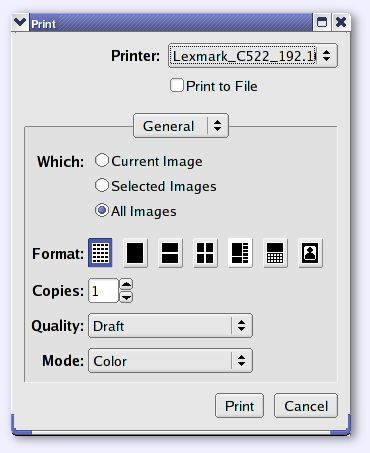 Print
Printer: Lexmark_C522_192.1
Print to File
General
Which: Current Image
Selected Images
All Images
Format:
Copies: 1
Quality: Draft
Mode: Color
Print Cancel